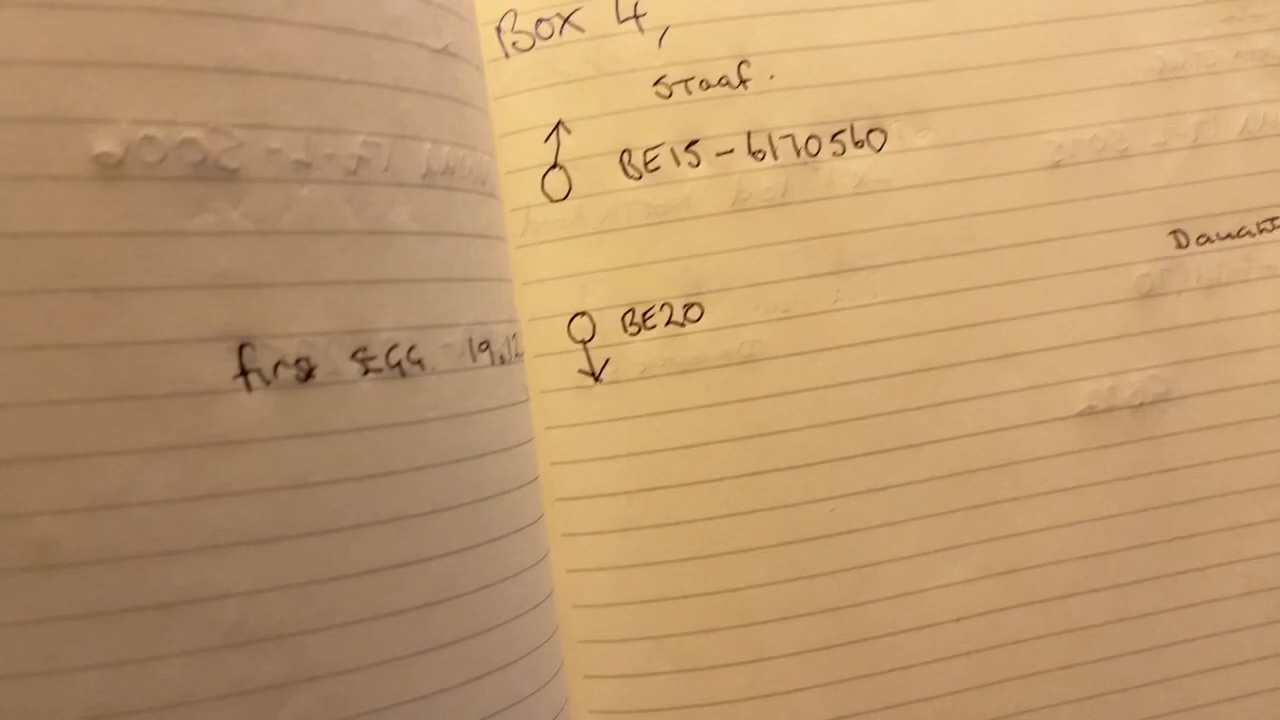 Box 4,
Staaf.
BE15-6170560
BE20
first EGG 19.12